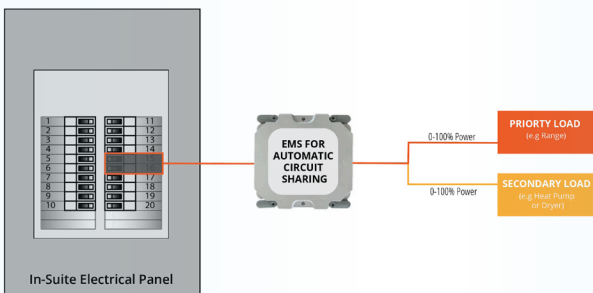 1 11
2 12
3 13
4 14
5 15
6 16
7 17
8 18
9 19
10 20
In-Suite Electrical Panel
EMS FOR
AUTOMATIC
CIRCUIT
SHARING
0-100% Power
0-100% Power
PRIORTY LOAD
(e.g Range)
SECONDARY LOAD
(e.g Heat Pump
or Dryer)